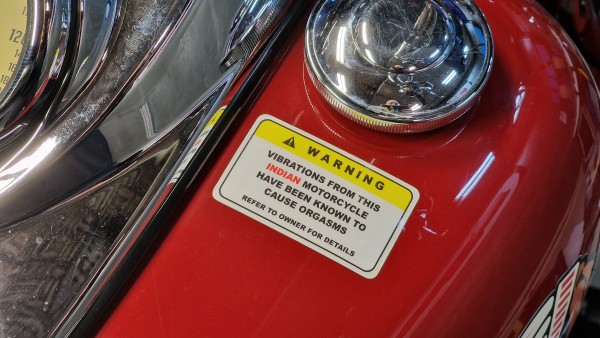 WARNING
VIBRATIONS FROM THIS
INDIAN MOTORCYCLE
HAVE BEEN KNOWN TO
CAUSE ORGASMS
REFER TO OWNER FOR DETAILS